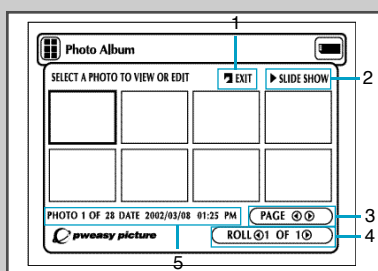 1
Photo Album
SELECT A PHOTO TO VIEW OR EDIT EXIT SLIDE SHOW
2
PHOTO 1 OF 28 DATE 2002/03/08 01:25 PM PAGE
3
pweasy picture ROLL 1 OF 1
4
5